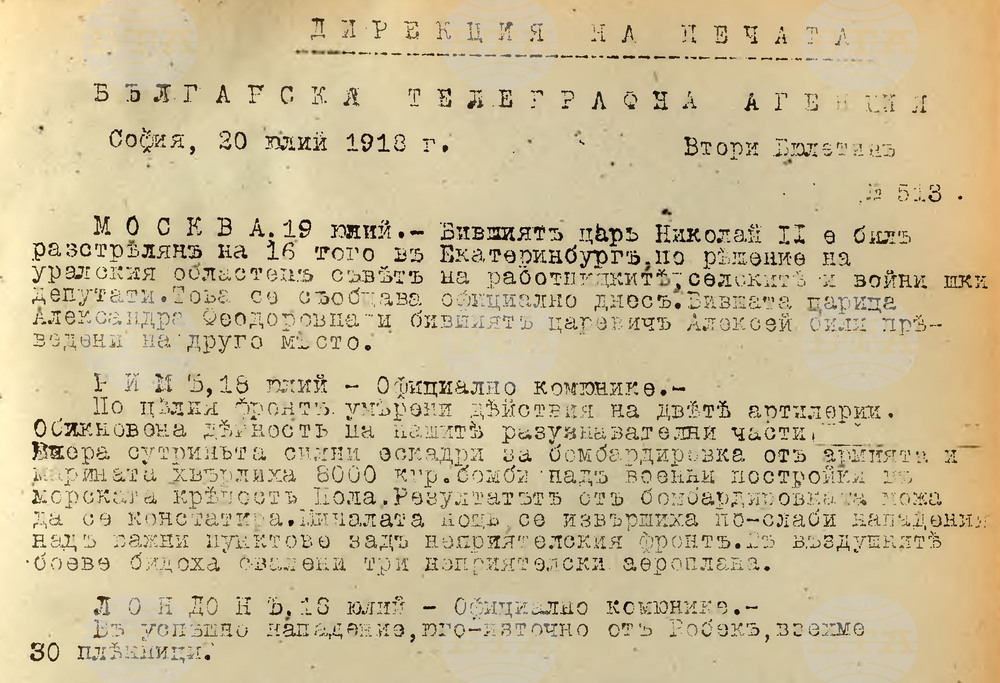 ДИРЕКЦИЯ НА ПЕЧАТА
БЪЛГАРСКА ТЕЛЕГРАФНА АГЕНЦИЯ
София, 20 юлий 1918 г.
Втори Бюлетинъ
№ 513.
МОСКВА.19 юлий.- Бившиятъ царь Николай II е билъ
разстрѣлянъ на 16 того въ Екатеринбургъ,по рѣшение на
уралския областенъ съвѣтъ на работницкитѣ,селскитѣ и войнишки
депутати.Това се съобщава официално днесъ.Бившата царица
Александра Феодоровна и бившиятъ царевичъ Алексей били прѣ-
ведени на друго мѣсто.
РИМЪ,18 юлий - Официално комюнике.-
По цѣлия фронтъ умѣрени дѣйствия на двѣтѣ артилерии.
Обикновена дѣйность на нашитѣ разузнавателни части.
Вчера сутриньта силни ескадри за бомбардировка отъ армията и
марината хвърлиха 8000 кгр.бомби надъ военни постройки въ
морската крѣпость Пола.Резултатътъ отъ бомбардировката можа
да се констатира.Миналата нощь се извършиха по-слаби нападения
надъ важни пунктове задъ неприятелския фронтъ.Въ въздушнитѣ
боеве бидоха свалени три неприятелски аероплана.
ЛОНДОНЪ,18 юлий - Официално комюнике.-
Въ успѣшно нападение,юго-източно отъ Робекъ,взехме
30 плѣнници.